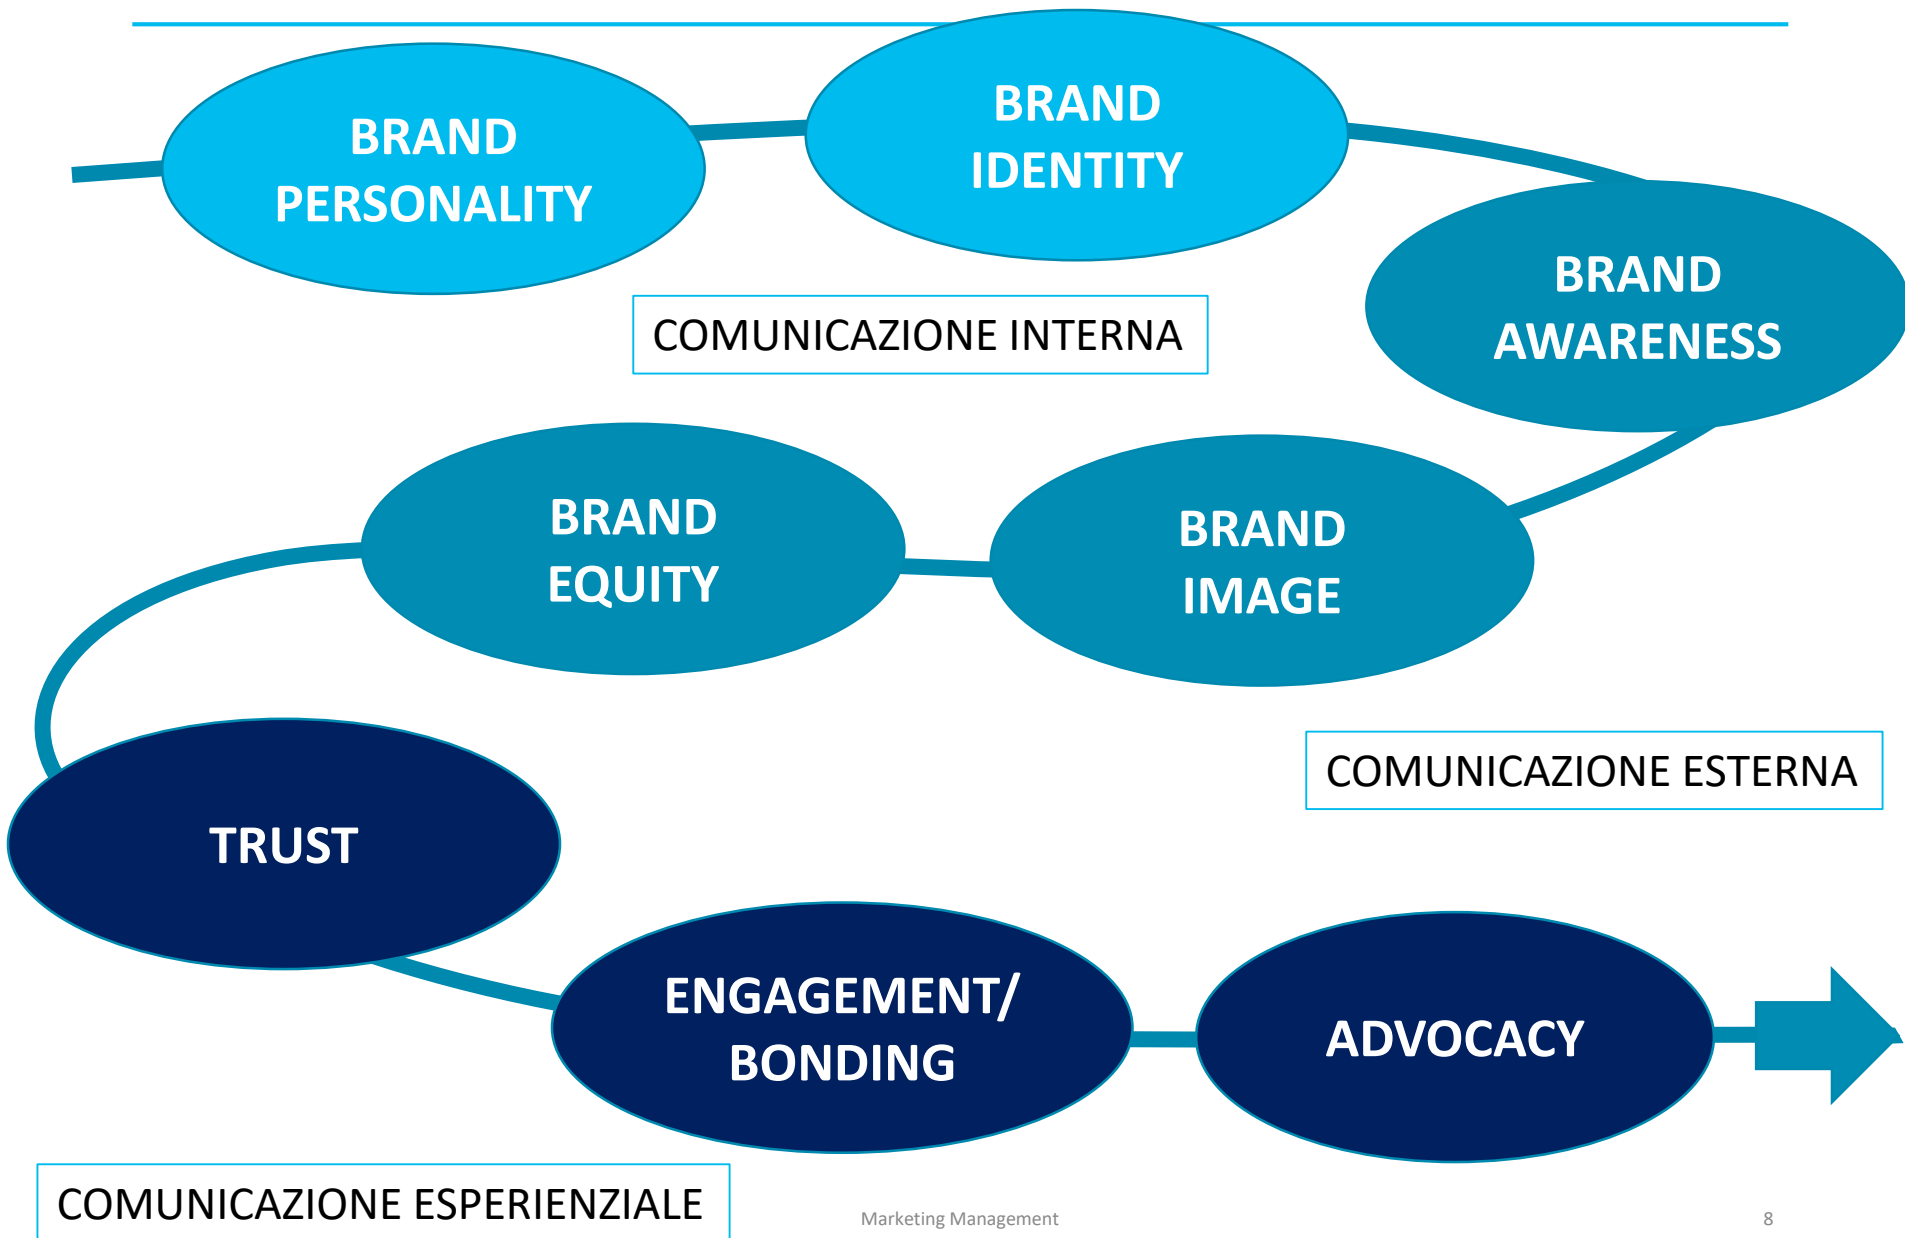 BRAND
PERSONALITY
BRAND
IDENTITY
BRAND
AWARENESS
COMUNICAZIONE INTERNA
BRAND
EQUITY
BRAND
IMAGE
COMUNICAZIONE ESTERNA
TRUST
ENGAGEMENT/
BONDING
ADVOCACY
COMUNICAZIONE ESPERIENZIALE
Marketing Management
8